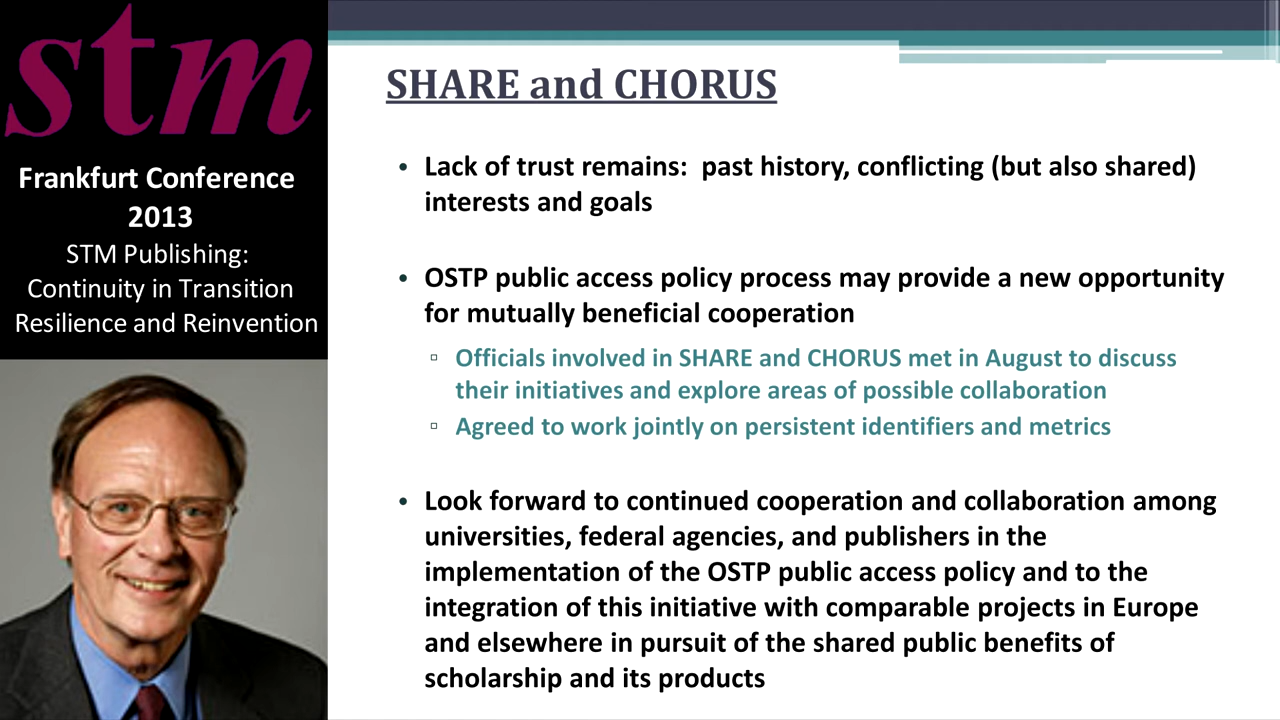 stm
Frankfurt Conference
2013
STM Publishing:
Continuity in Transition
Resilience and Reinvention
SHARE and CHORUS
• Lack of trust remains:  past history, conflicting (but also shared)
interests and goals
• OSTP public access policy process may provide a new opportunity
for mutually beneficial cooperation
▫ Officials involved in SHARE and CHORUS met in August to discuss
their initiatives and explore areas of possible collaboration
▫ Agreed to work jointly on persistent identifiers and metrics
• Look forward to continued cooperation and collaboration among
universities, federal agencies, and publishers in the
implementation of the OSTP public access policy and to the
integration of this initiative with comparable projects in Europe
and elsewhere in pursuit of the shared public benefits of
scholarship and its products